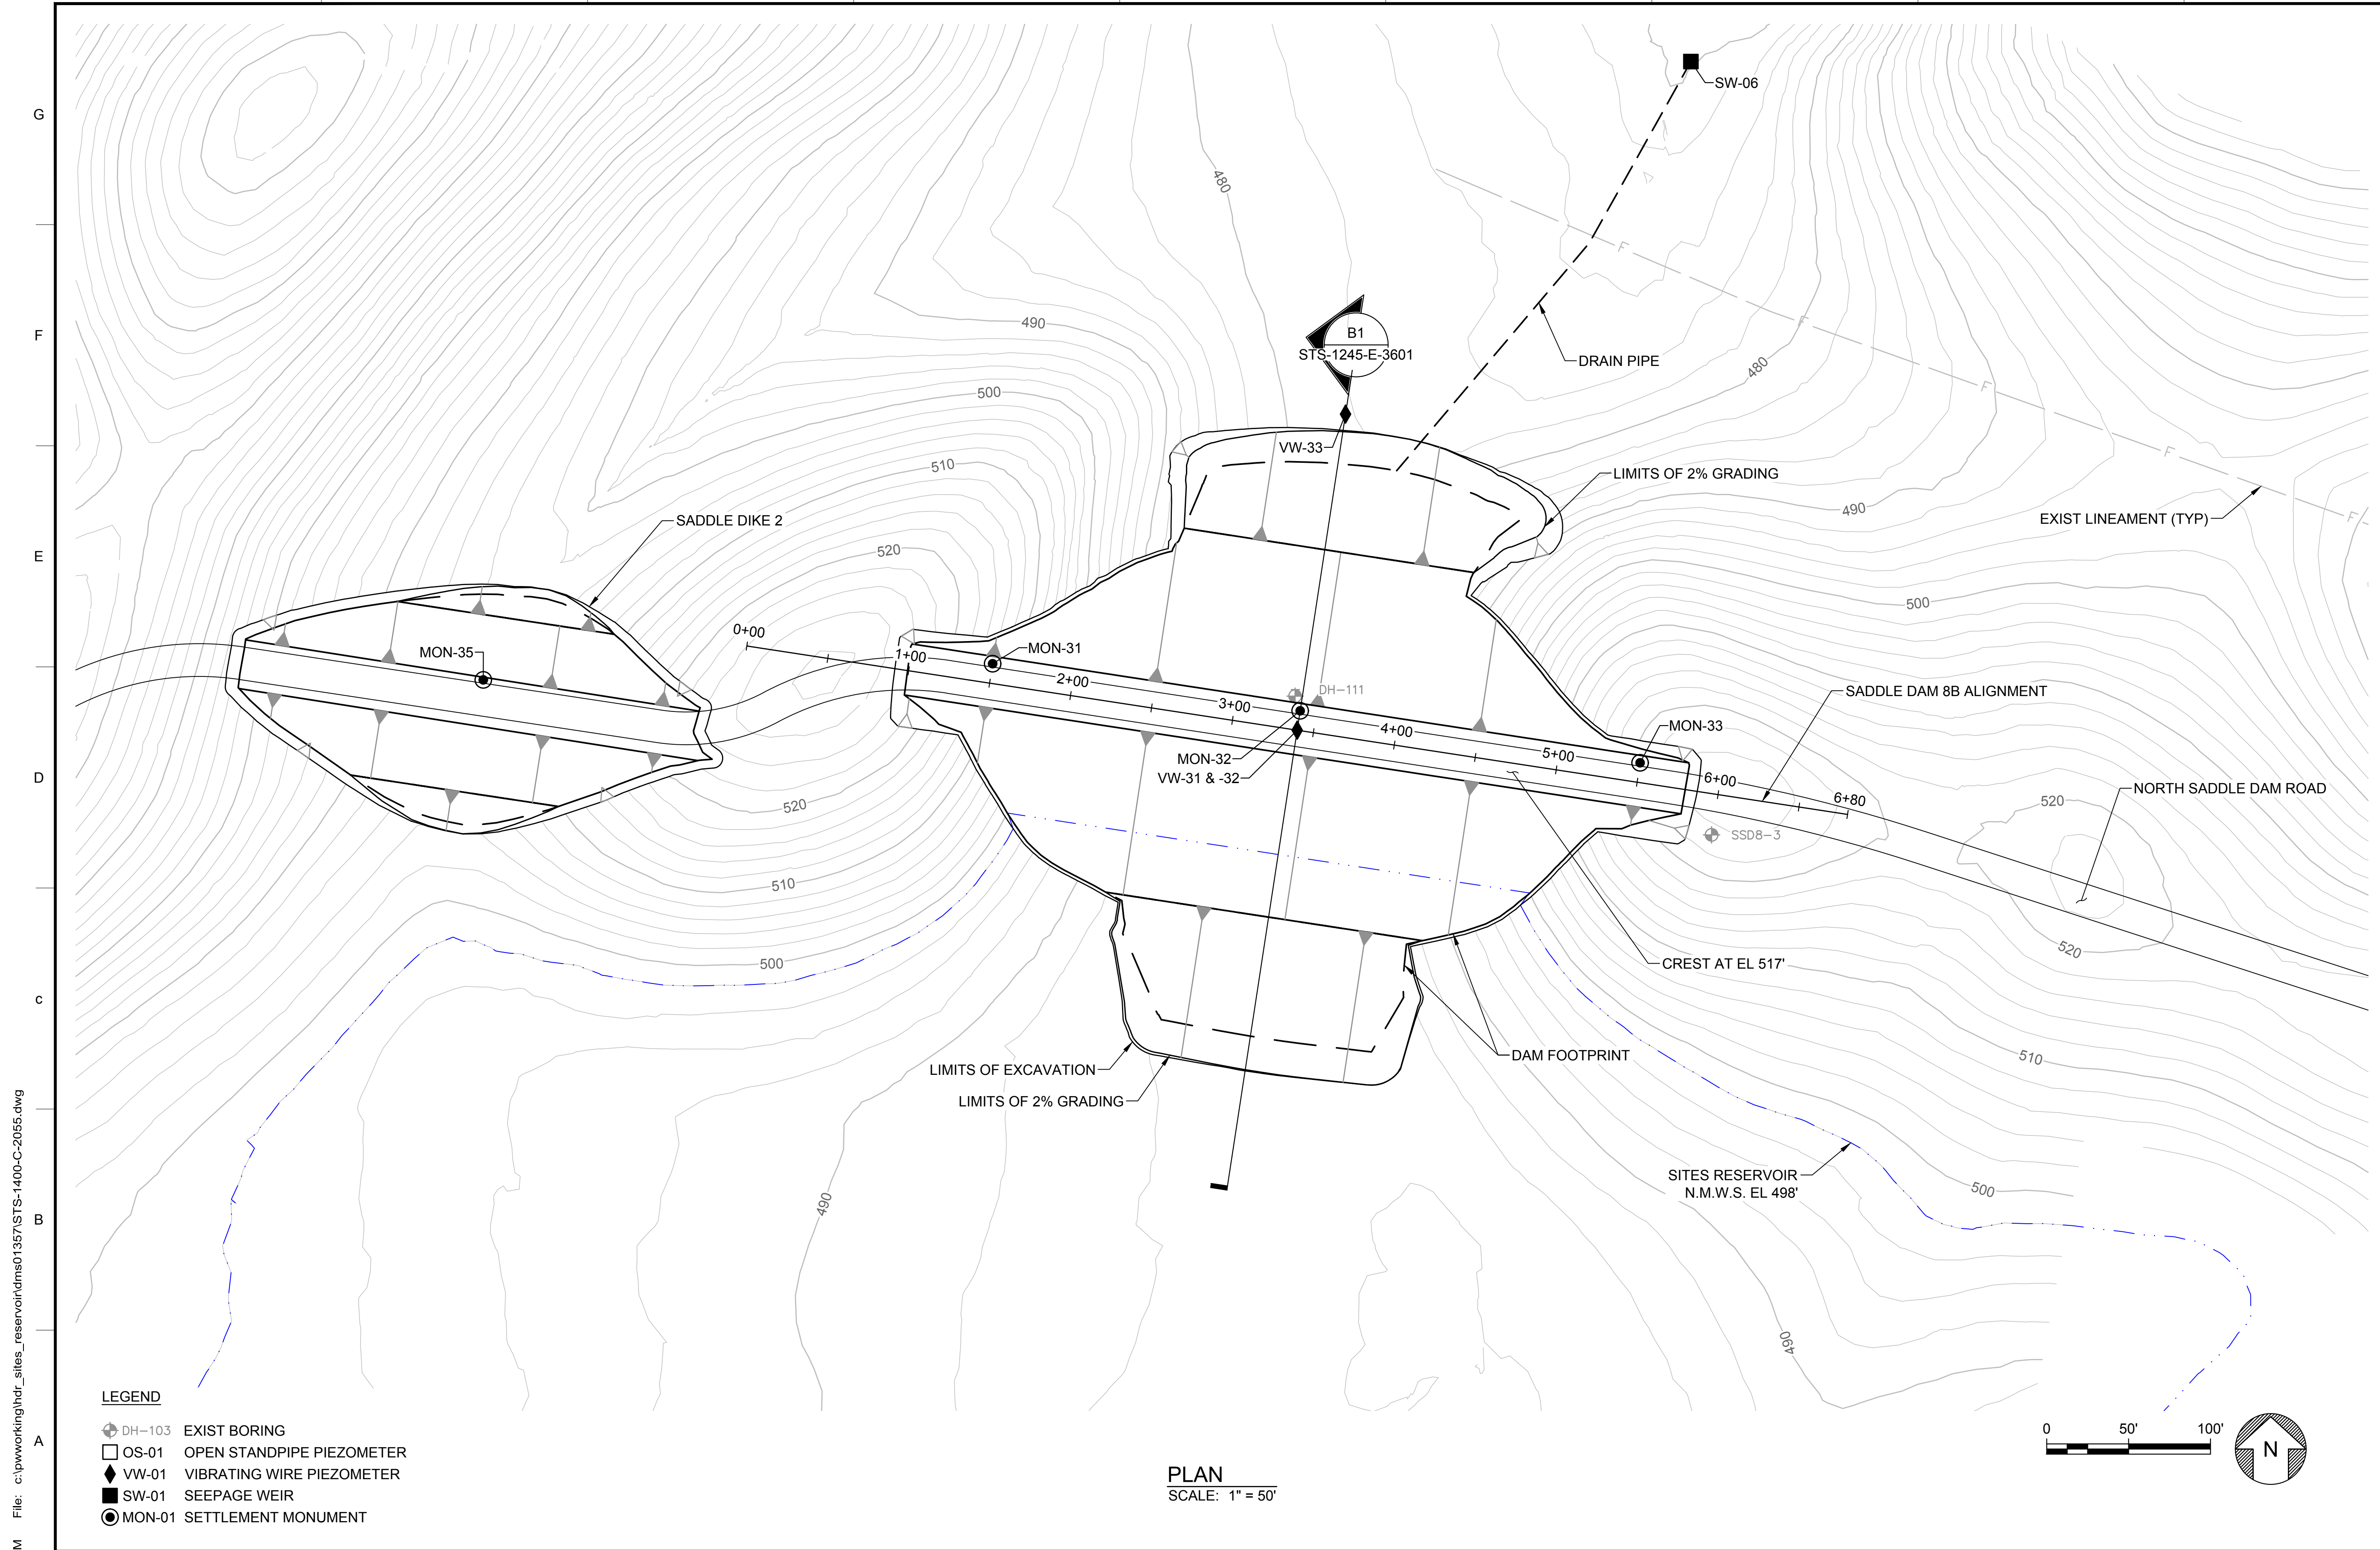 G
SW-06
480
F
F
490
B1
STS-1245-E-3601
F
DRAIN PIPE
480
F
500
F
VW-33
510
LIMITS OF 2% GRADING
F
490
SADDLE DIKE 2
EXIST LINEAMENT (TYP)
F
E
520
500
0+00
MON-35
MON-31
1+00
2+00
DH-111
SADDLE DAM 8B ALIGNMENT
3+00
4+00
MON-33
5+00
MON-32
VW-31 & -32
D
6+00
NORTH SADDLE DAM ROAD
6+80
520
520
SSD8-3
510
520
500
CREST AT EL 517'
c
DAM FOOTPRINT
510
LIMITS OF EXCAVATION
LIMITS OF 2% GRADING
SITES RESERVOIR
N.M.W.S. EL 498'
500
490
B
490
LEGEND
DH-103 EXIST BORING
OS-01 OPEN STANDPIPE PIEZOMETER
VW-01 VIBRATING WIRE PIEZOMETER
SW-01 SEEPAGE WEIR
MON-01 SETTLEMENT MONUMENT
A
PLAN
SCALE: 1" = 50'
0 50' 100'
N
M File: c:\pwworking\hdr_sites_reservoir\dms01357\STS-1400-C-2055.dwg